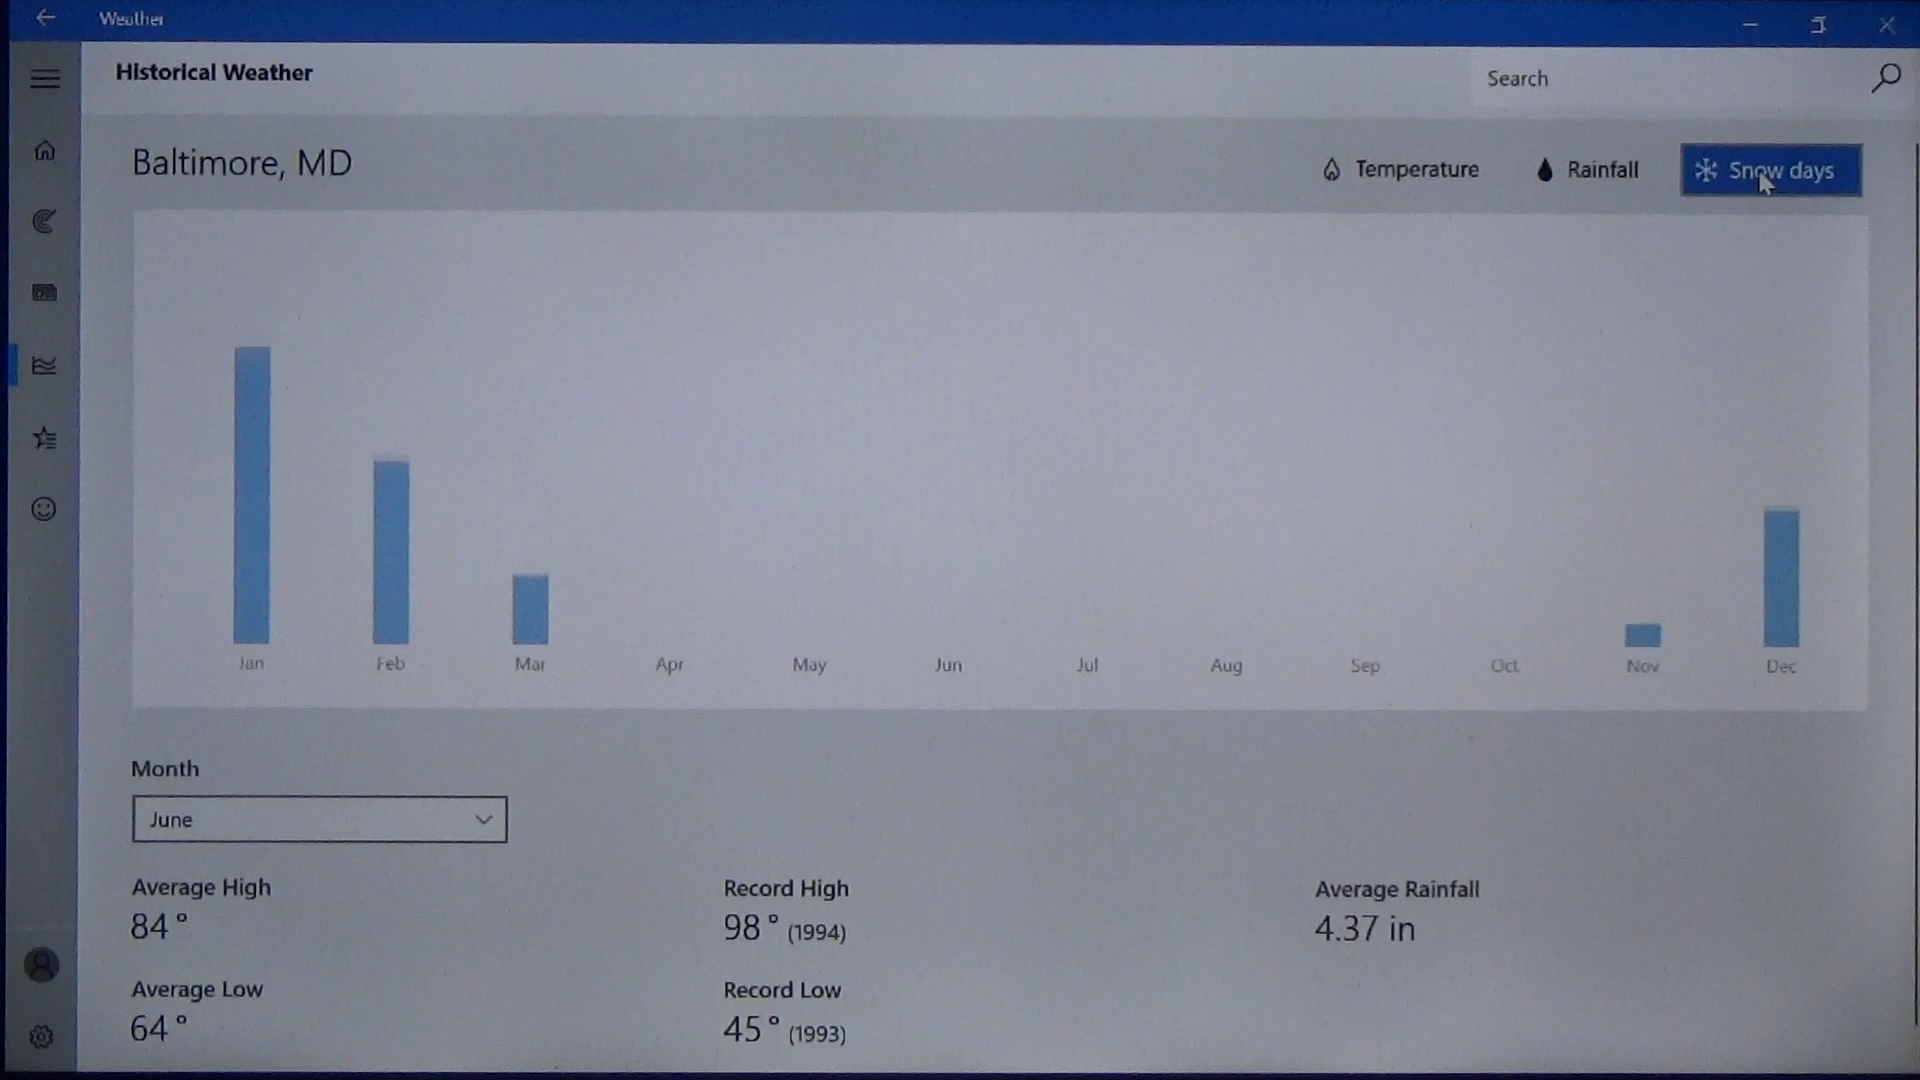 Weather
Historical Weather
Search
Baltimore, MD
Temperature
Rainfall
Snow days
Jan Feb Mar Apr May Jun Jul Aug Sep Oct Nov Dec
Month
June
Average High
Record High
Average Rainfall
84°
98° (1994)
4.37 in
Average Low
Record Low
64°
45° (1993)